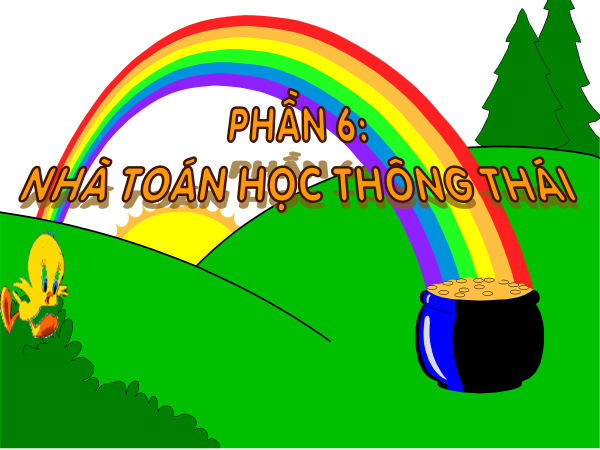 PHẦN 6:
NHÀ TOÁN HỌC THÔNG THÁI